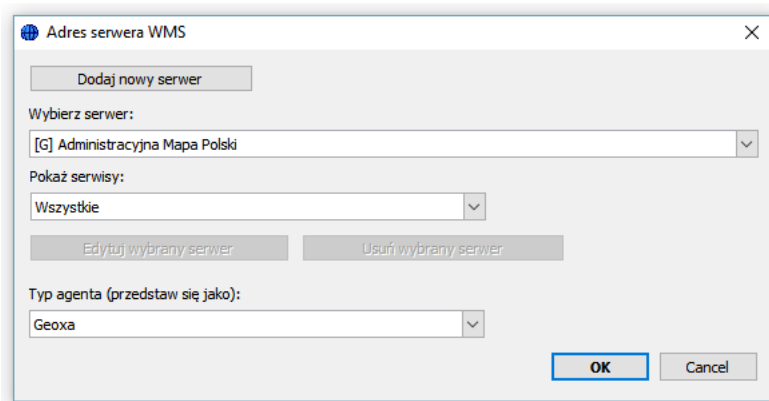 Adres serwera WMS
Dodaj nowy serwer
Wybierz serwer:
[G] Administracyjna Mapa Polski
Pokaż serwisy:
Wszystkie
Edytuj wybrany serwer Usuń wybrany serwer
Typ agenta (przedstaw się jako):
Geoxa
OK Cancel